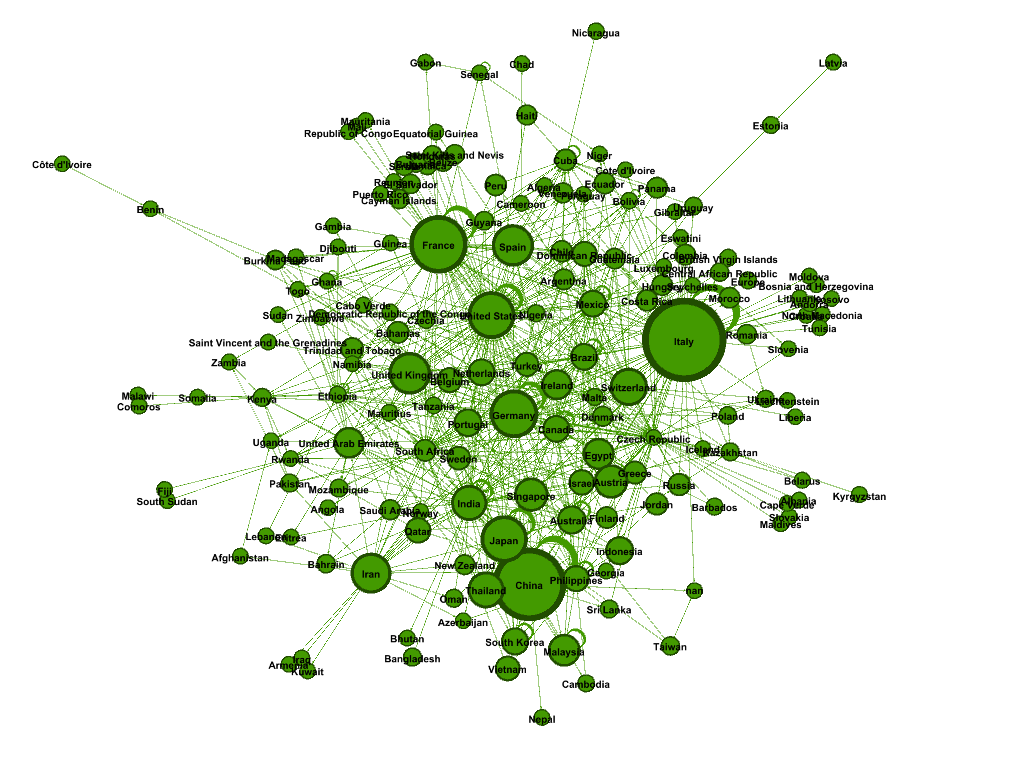 Nicaragua
Gabon
Senegal
Chad
Latvia
Haiti
Estonia
Mauritania
Republic of Congo
Equatorial Guinea
Saint Kitts and Nevis
Belize
Côte d'Ivoire
Cuba
Niger
Cote d'Ivoire
El Salvador
Puerto Rico
Cayman Islands
Peru
Algeria
Venezuela
Paraguay
Ecuador
Panama
Bolivia
Cameroon
Gibraltar
Uruguay
Benin
Gambia
Guyana
France
Spain
Guinea
Djibouti
Eswatini
Colombia
Chile
Dominican Republic
Guatemala
Burkina Faso
Madagascar
British Virgin Islands
Luxembourg
Central African Republic
Seychelles
Hungary
Europe
Moldova
Bosnia and Herzegovina
Ghana
Togo
Argentina
Mexico
Costa Rica
Morocco
Lithuania
Kosovo
Andorra
North Macedonia
Tunisia
Cabo Verde
Democratic Republic of the Congo
Sudan
Zimbabwe
Czechia
United States
Nigeria
Bahamas
Romania
Italy
Saint Vincent and the Grenadines
Trinidad and Tobago
Namibia
Slovenia
Zambia
United Kingdom
Belgium
Netherlands
Turkey
Brazil
Ireland
Switzerland
Malawi
Comoros
Somalia
Kenya
Ethiopia
Malta
Ukraine
Liechtenstein
Liberia
Mauritius
Tanzania
Germany
Portugal
Canada
Denmark
Poland
Uganda
United Arab Emirates
Czech Republic
South Africa
Sweden
Egypt
Iceland
Kazakhstan
Rwanda
Pakistan
Mozambique
Israel
Austria
Greece
Russia
Belarus
Fiji
South Sudan
Angola
Saudi Arabia
Norway
India
Singapore
Jordan
Barbados
Albania
Cape Verde
Slovakia
Maldives
Kyrgyzstan
Lebanon
Eritrea
Qatar
Japan
Australia
Finland
Indonesia
Afghanistan
Bahrain
Iran
New Zealand
Thailand
China
Philippines
Georgia
nan
Oman
Azerbaijan
Sri Lanka
Bhutan
Bangladesh
South Korea
Malaysia
Taiwan
Iraq
Armenia
Kuwait
Vietnam
Cambodia
Nepal